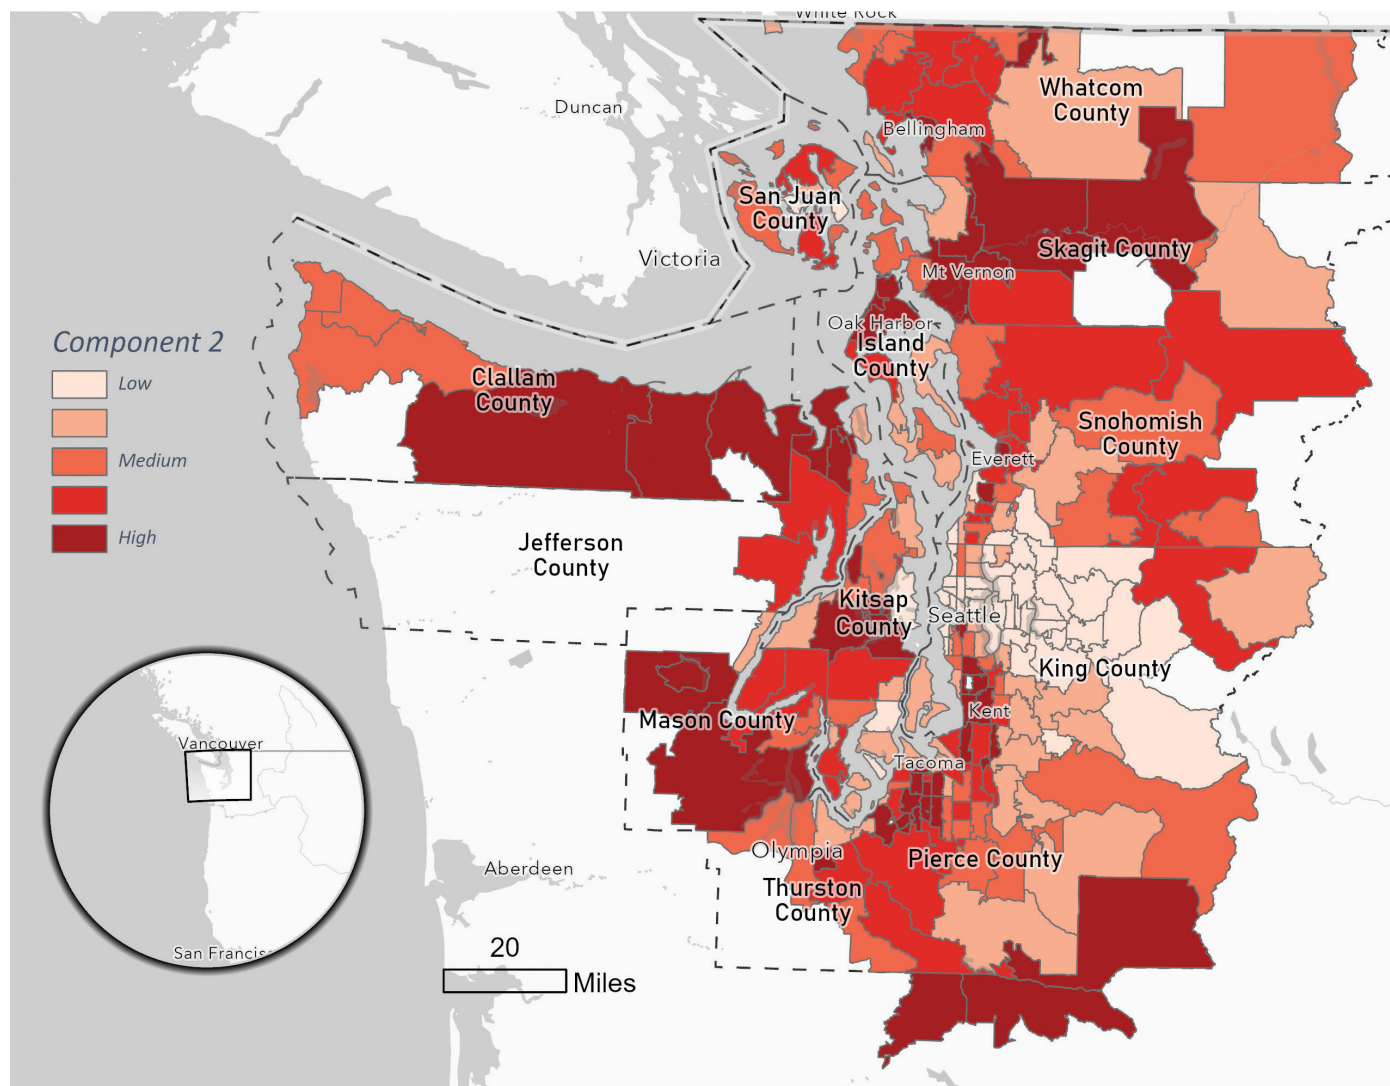 White Rock
Duncan
Whatcom
County
Bellingham
San Juan
County
Victoria
Skagit County
Mt Vernon
Oak Harbor
Island
County
Component 2
Low
Medium
High
Clallam
County
Snohomish
County
Everett
Jefferson
County
Kitsap
County
Seattle
King County
Kent
Mason County
Vancouver
Tacoma
Olympia
Pierce County
Aberdeen
Thurston
County
San Francisc
20
Miles